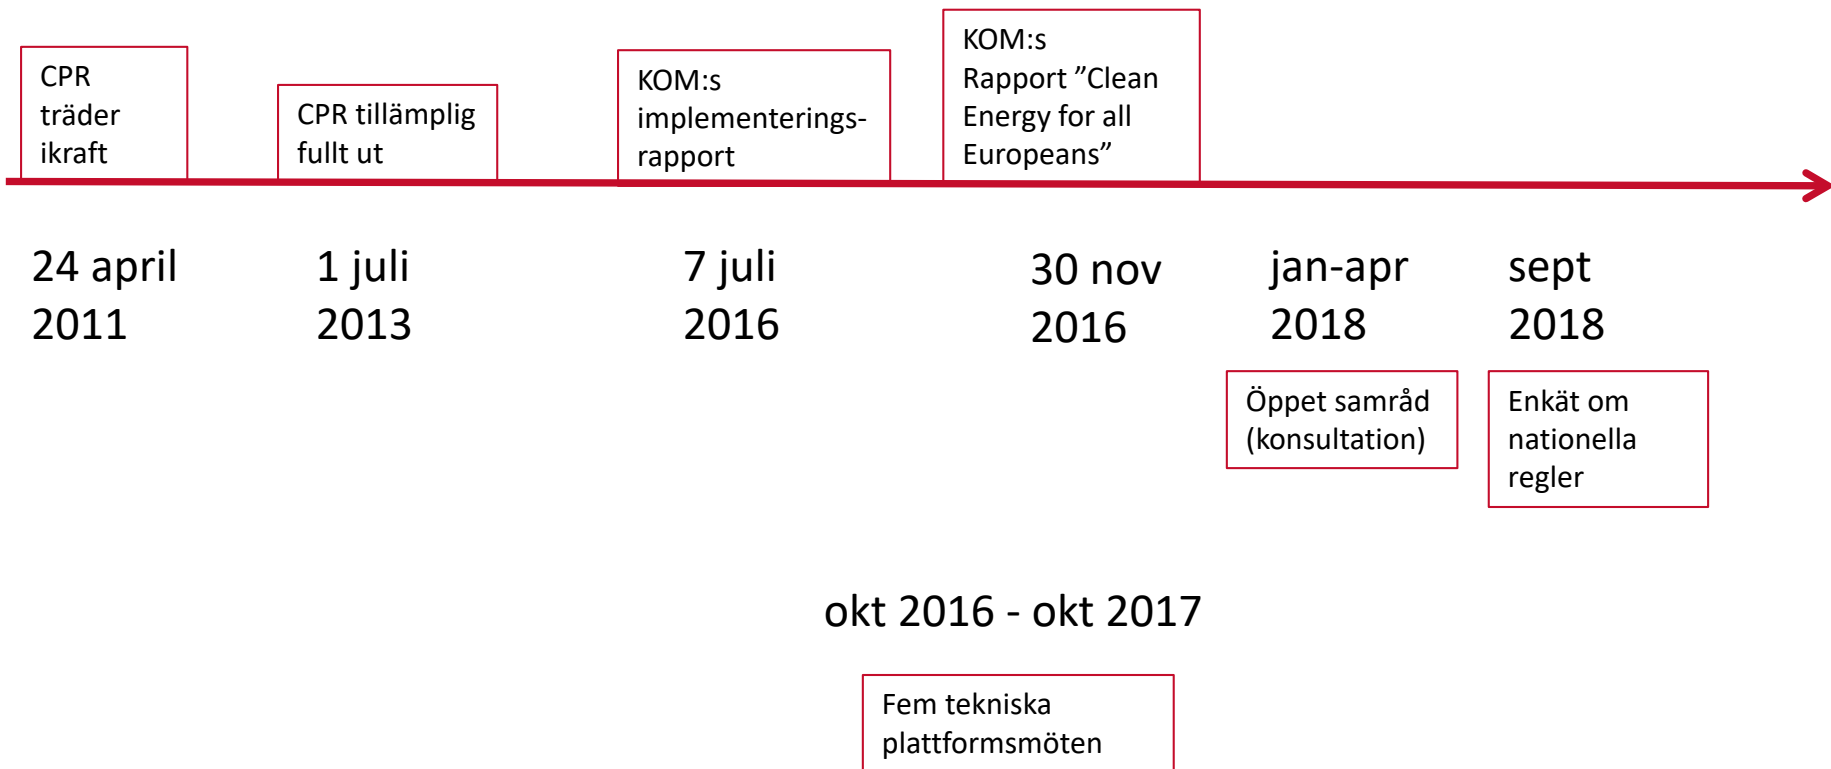 CPR
träder
ikraft
CPR tillämplig
fullt ut
KOM:s
implementerings-
rapport
KOM:s
Rapport ”Clean
Energy for all
Europeans”
24 april
2011
1 juli
2013
7 juli
2016
30 nov
2016
jan-apr
2018
sept
2018
Öppet samråd
(konsultation)
Enkät om
nationella
regler
okt 2016 - okt 2017
Fem tekniska
plattformsmöten